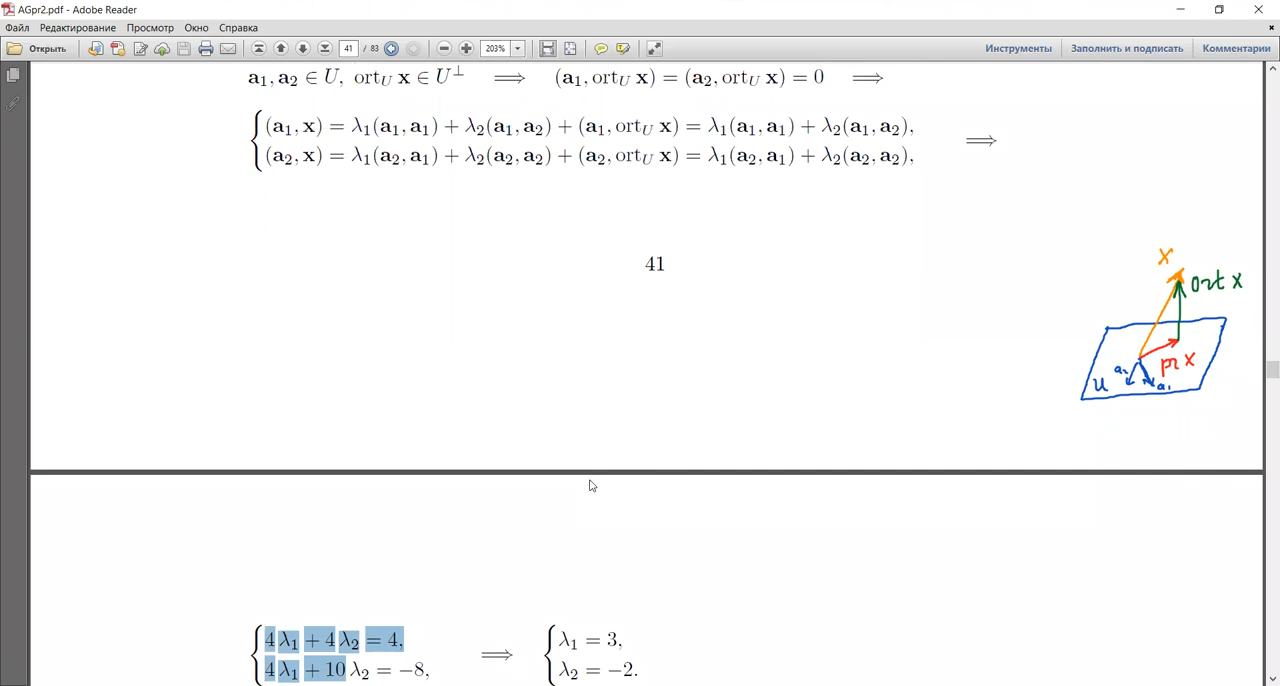 AGpr2.pdf - Adobe Reader
Файл Редактирование Просмотр Окно Справка
Открыть 41 / 83 203% Инструменты Заполнить и подписать Комментарии
a₁, a₂ ∈ U, ort_U x ∈ U^⊥ ⟹ (a₁, ort_U x) = (a₂, ort_U x) = 0 ⟹
(a₁, x) = λ₁(a₁, a₁) + λ₂(a₁, a₂) + (a₁, ort_U x) = λ₁(a₁, a₁) + λ₂(a₁, a₂),
(a₂, x) = λ₁(a₂, a₁) + λ₂(a₂, a₂) + (a₂, ort_U x) = λ₁(a₂, a₁) + λ₂(a₂, a₂), ⟹
41
x
ort x
pr x
a₂
a₁
U
4λ₁ + 4λ₂ = 4, λ₁ = 3,
4λ₁ + 10λ₂ = −8, ⟹ λ₂ = −2.